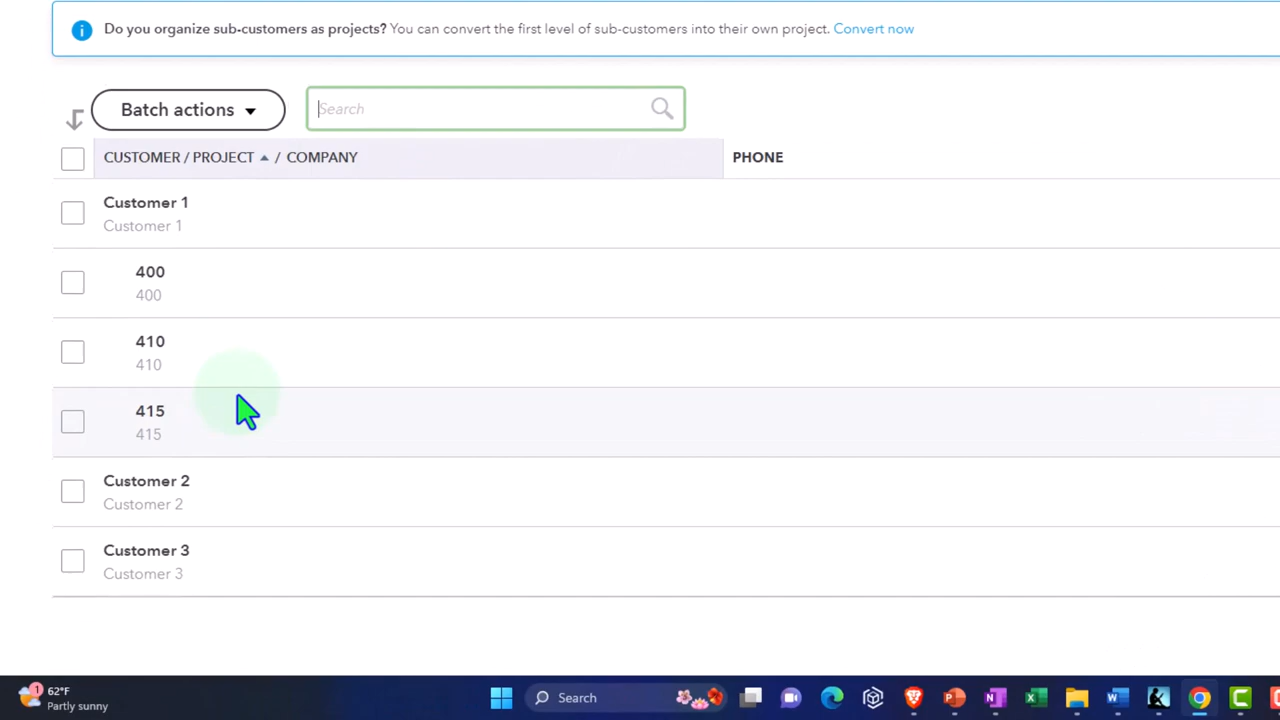 Do you organize sub-customers as projects? You can convert the first level of sub-customers into their own project. Convert now
Batch actions
Search
CUSTOMER / PROJECT / COMPANY
PHONE
Customer 1
Customer 1
400
400
410
410
415
415
Customer 2
Customer 2
Customer 3
Customer 3
1
62°F
Partly sunny
Search